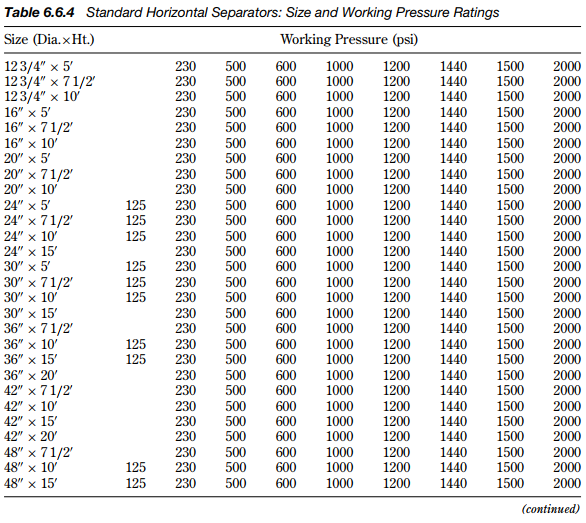 Table 6.6.4 Standard Horizontal Separators: Size and Working Pressure Ratings
Size (Dia.×Ht.) Working Pressure (psi)
12 3/4″ × 5′ 230 500 600 1000 1200 1440 1500 2000
12 3/4″ × 7 1/2′ 230 500 600 1000 1200 1440 1500 2000
12 3/4″ × 10′ 230 500 600 1000 1200 1440 1500 2000
16″ × 5′ 230 500 600 1000 1200 1440 1500 2000
16″ × 7 1/2′ 230 500 600 1000 1200 1440 1500 2000
16″ × 10′ 230 500 600 1000 1200 1440 1500 2000
20″ × 5′ 230 500 600 1000 1200 1440 1500 2000
20″ × 7 1/2′ 230 500 600 1000 1200 1440 1500 2000
20″ × 10′ 230 500 600 1000 1200 1440 1500 2000
24″ × 5′ 125 230 500 600 1000 1200 1440 1500 2000
24″ × 7 1/2′ 125 230 500 600 1000 1200 1440 1500 2000
24″ × 10′ 125 230 500 600 1000 1200 1440 1500 2000
24″ × 15′ 230 500 600 1000 1200 1440 1500 2000
30″ × 5′ 125 230 500 600 1000 1200 1440 1500 2000
30″ × 7 1/2′ 125 230 500 600 1000 1200 1440 1500 2000
30″ × 10′ 125 230 500 600 1000 1200 1440 1500 2000
30″ × 15′ 230 500 600 1000 1200 1440 1500 2000
36″ × 7 1/2′ 230 500 600 1000 1200 1440 1500 2000
36″ × 10′ 125 230 500 600 1000 1200 1440 1500 2000
36″ × 15′ 125 230 500 600 1000 1200 1440 1500 2000
36″ × 20′ 230 500 600 1000 1200 1440 1500 2000
42″ × 7 1/2′ 230 500 600 1000 1200 1440 1500 2000
42″ × 10′ 230 500 600 1000 1200 1440 1500 2000
42″ × 15′ 230 500 600 1000 1200 1440 1500 2000
42″ × 20′ 230 500 600 1000 1200 1440 1500 2000
48″ × 7 1/2′ 230 500 600 1000 1200 1440 1500 2000
48″ × 10′ 125 230 500 600 1000 1200 1440 1500 2000
48″ × 15′ 125 230 500 600 1000 1200 1440 1500 2000
(continued)